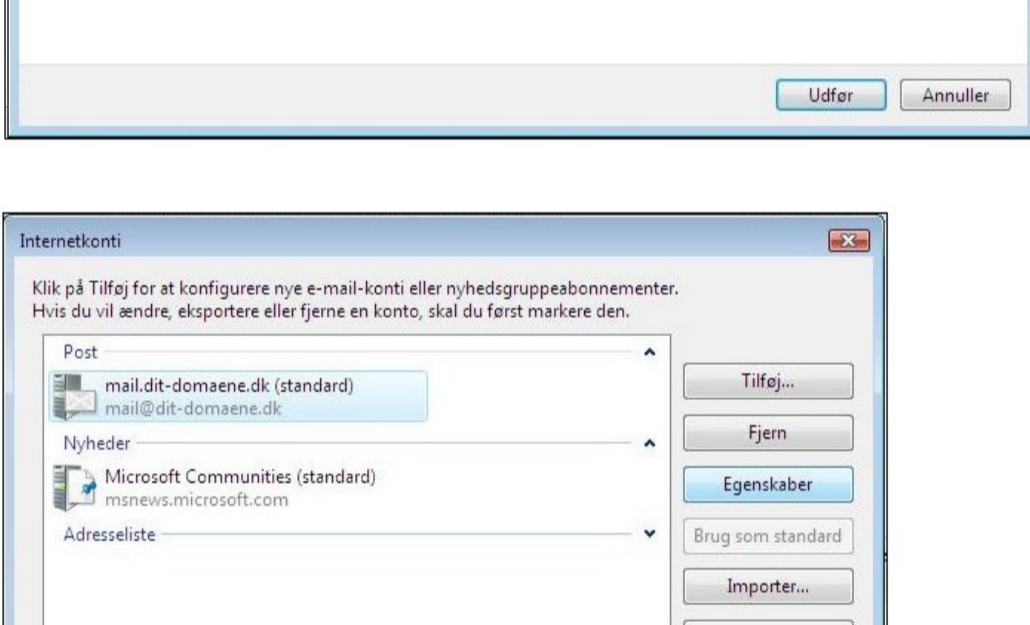 Udfør Annuller
Internetkonti
Klik på Tilføj for at konfigurere nye e-mail-konti eller nyhedsgruppeabonnementer.
Hvis du vil ændre, eksportere eller fjerne en konto, skal du først markere den.
Post
mail.dit-domaene.dk (standard)
mail@dit-domaene.dk
Nyheder
Microsoft Communities (standard)
msnews.microsoft.com
Adresseliste
Tilføj...
Fjern
Egenskaber
Brug som standard
Importer...